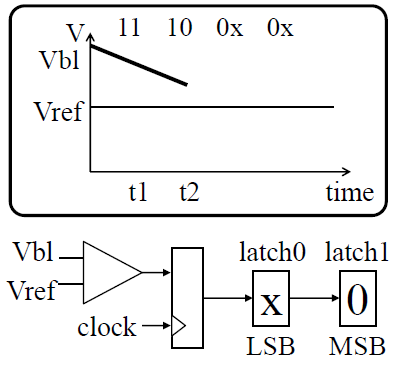 V 11 10 0x 0x
Vbl
Vref
t1 t2 time
Vbl latch0 latch1
Vref x 0
clock
LSB MSB